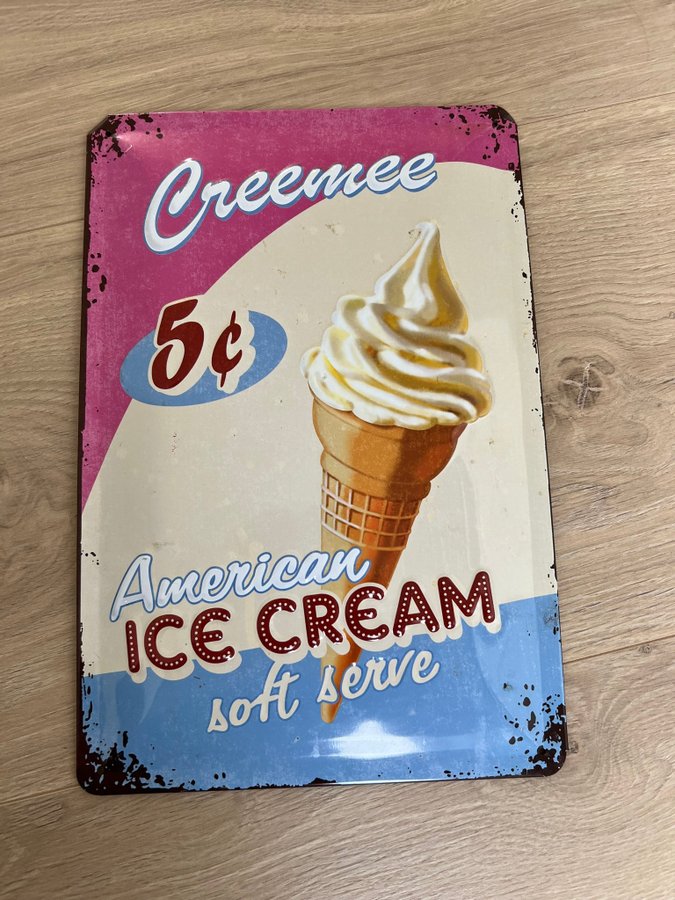 Creemee
5¢
American
ICE CREAM
soft serve